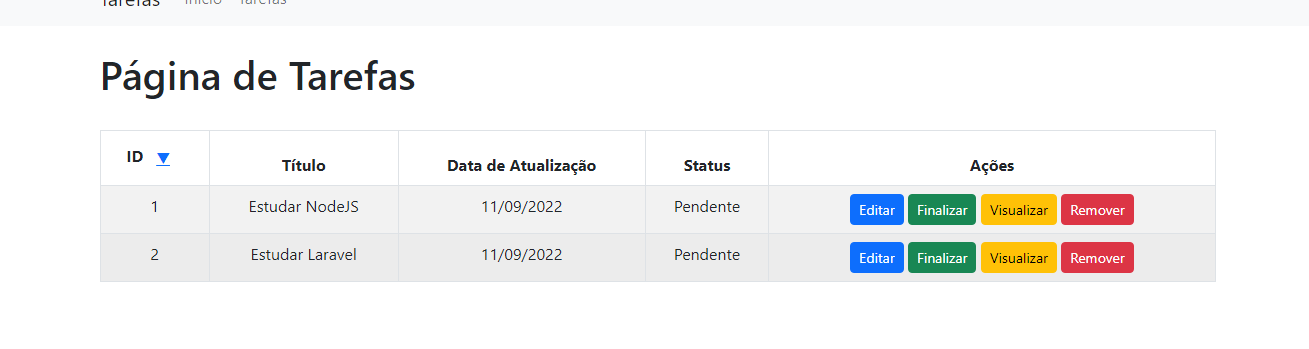 Tarefas Início Tarefas
Página de Tarefas
ID ▼ Título Data de Atualização Status Ações
1 Estudar NodeJS 11/09/2022 Pendente Editar Finalizar Visualizar Remover
2 Estudar Laravel 11/09/2022 Pendente Editar Finalizar Visualizar Remover